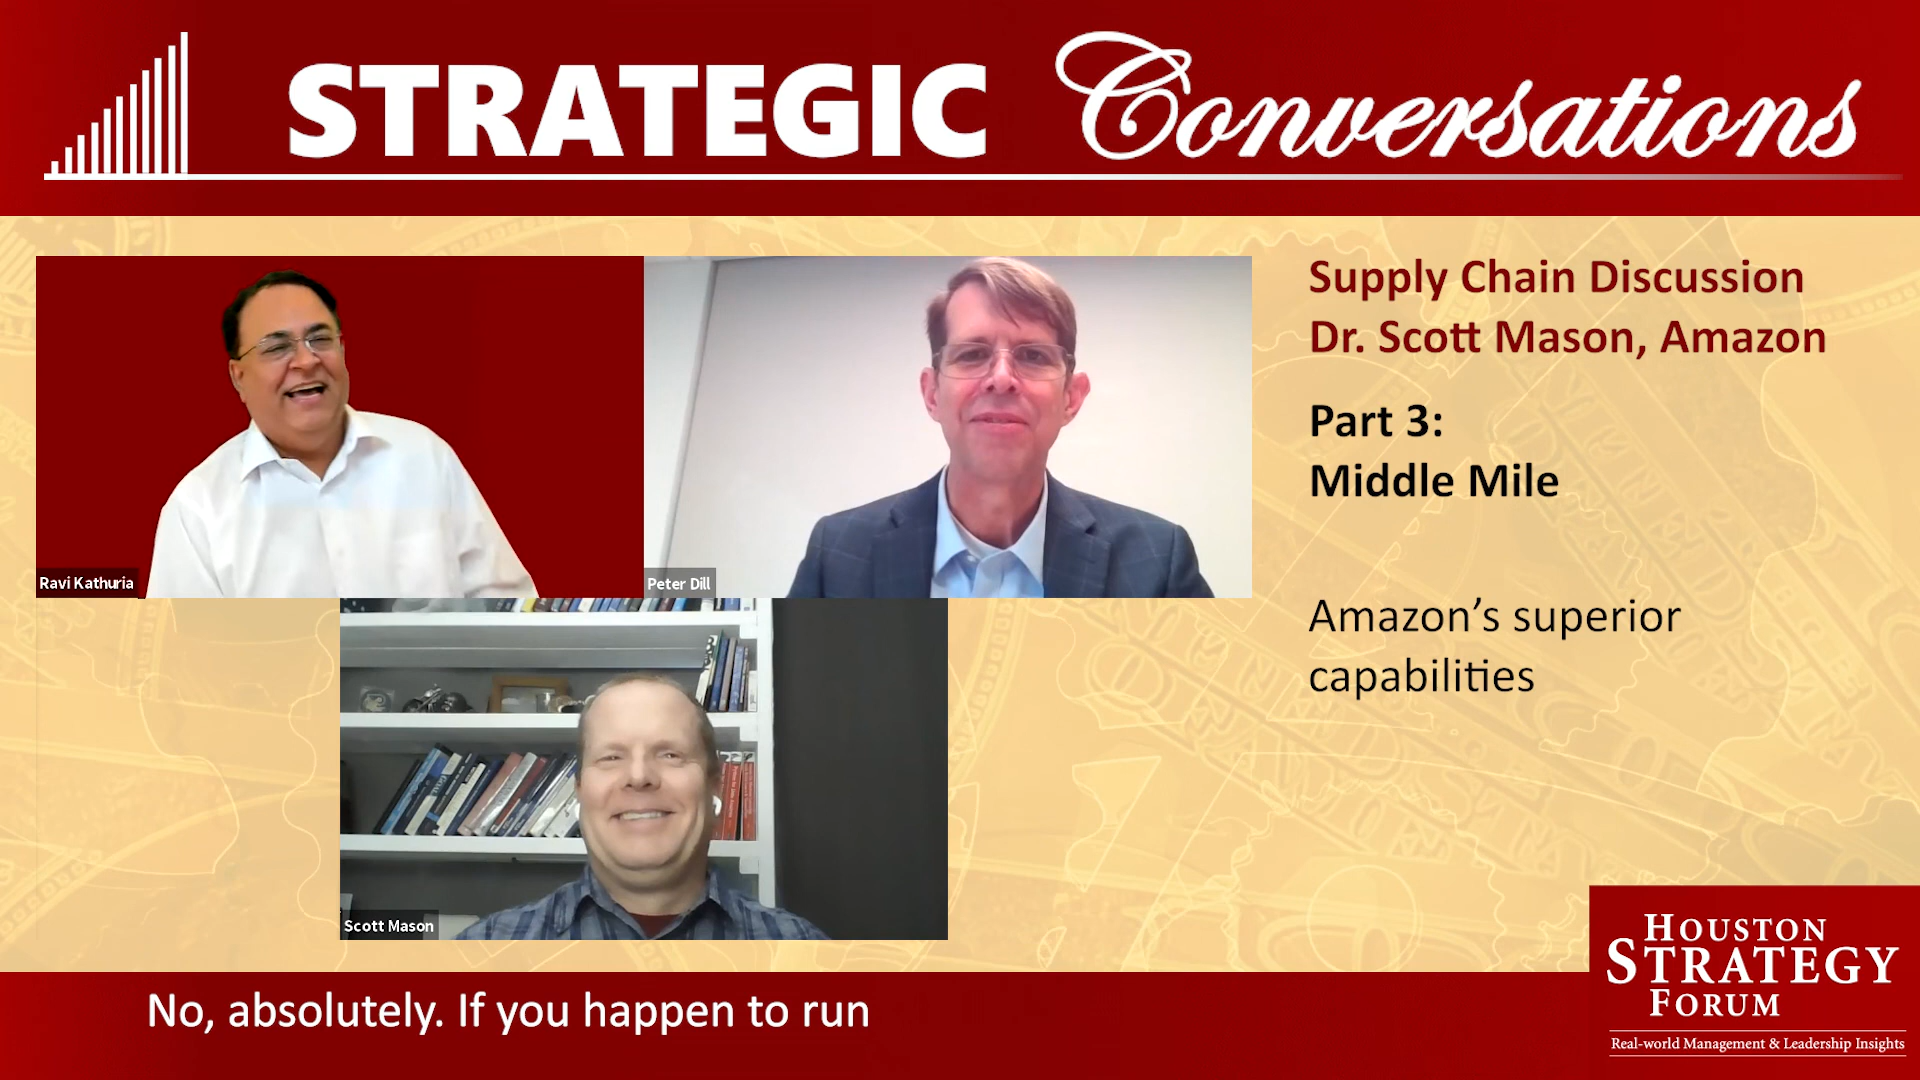 STRATEGIC Conversations
Ravi Kathuria
Peter Dill
Scott Mason
Supply Chain Discussion
Dr. Scott Mason, Amazon
Part 3:
Middle Mile
Amazon’s superior
capabilities
No, absolutely. If you happen to run
HOUSTON
STRATEGY
FORUM
Real-world Management & Leadership Insights